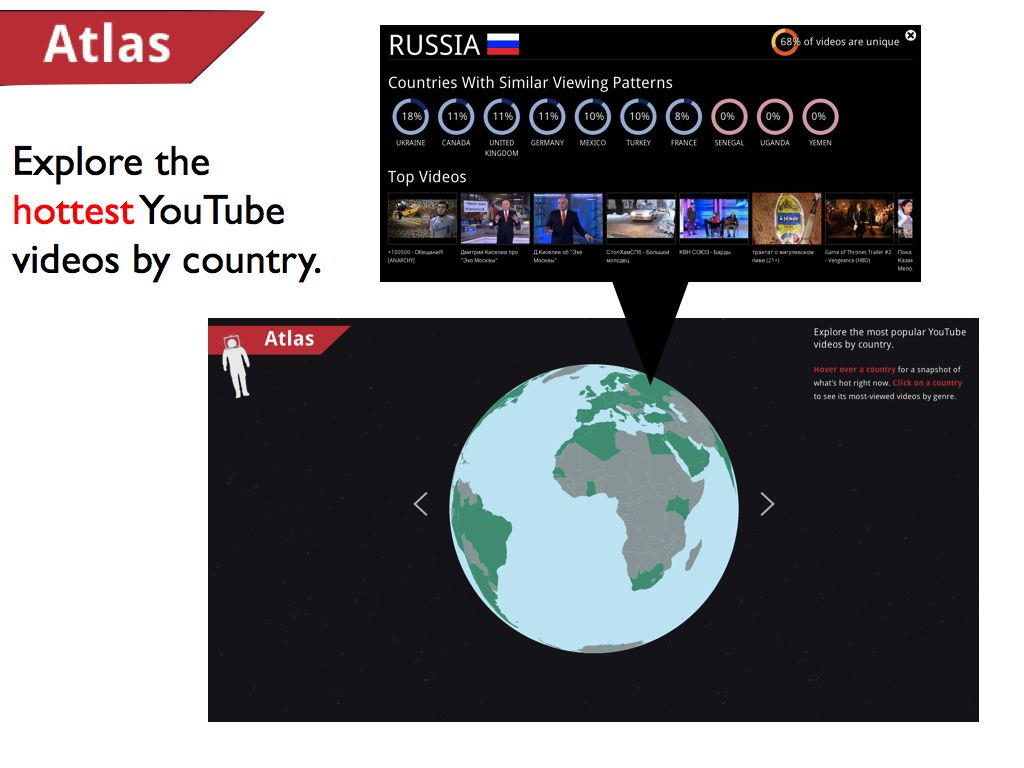 Atlas
Explore the
hottest YouTube
videos by country.
RUSSIA
68% of videos are unique
Countries With Similar Viewing Patterns
18% 11% 11% 11% 10% 10% 8% 0% 0% 0%
UKRAINE CANADA UNITED KINGDOM GERMANY MEXICO TURKEY FRANCE SENEGAL UGANDA YEMEN
Top Videos
+100500 - ОбещаниЯ [ANARCHY]
Дмитрий Киселев про "Эхо Москвы"
Д.Киселев об "Эхе Москвы"
СтопХамСПб - Большой молодец
КВН СОЮЗ - Барды
трактат о жигулевском пиве (21+)
Game of Thrones Trailer #2 - Vengeance (HBO)
Пока
Казан
Мело.
Atlas
Explore the most popular YouTube
videos by country.
Hover over a country for a snapshot of
what's hot right now. Click on a country
to see its most-viewed videos by genre.